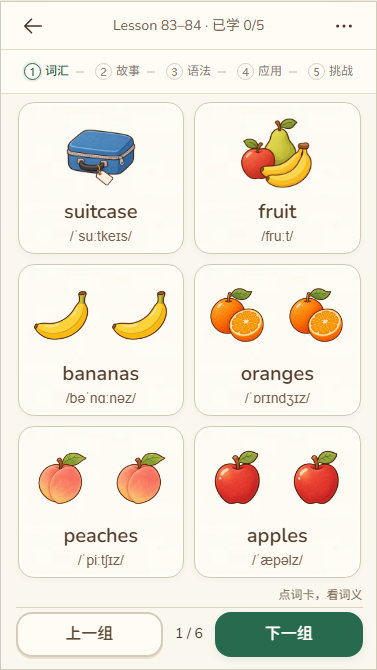 Lesson 83–84 · 已学 0/5
1 词汇 – 2 故事 – 3 语法 – 4 应用 – 5 挑战
suitcase
/ˈsuːtkeɪs/
fruit
/fruːt/
bananas
/bəˈnɑːnəz/
oranges
/ˈɒrɪndʒɪz/
peaches
/ˈpiːtʃɪz/
apples
/ˈæpəlz/
点词卡，看词义
上一组
1 / 6
下一组